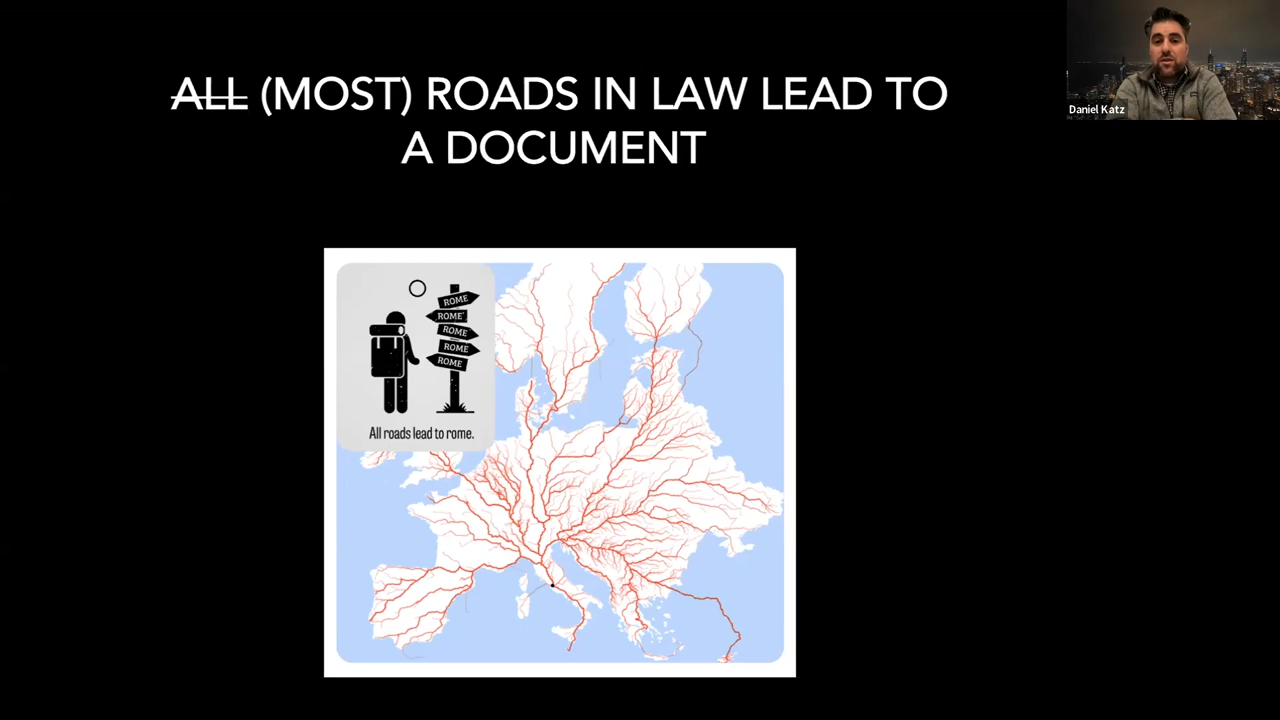 ALL (MOST) ROADS IN LAW LEAD TO
A DOCUMENT
Daniel Katz
ROME
ROME
ROME
ROME
ROME
All roads lead to rome.